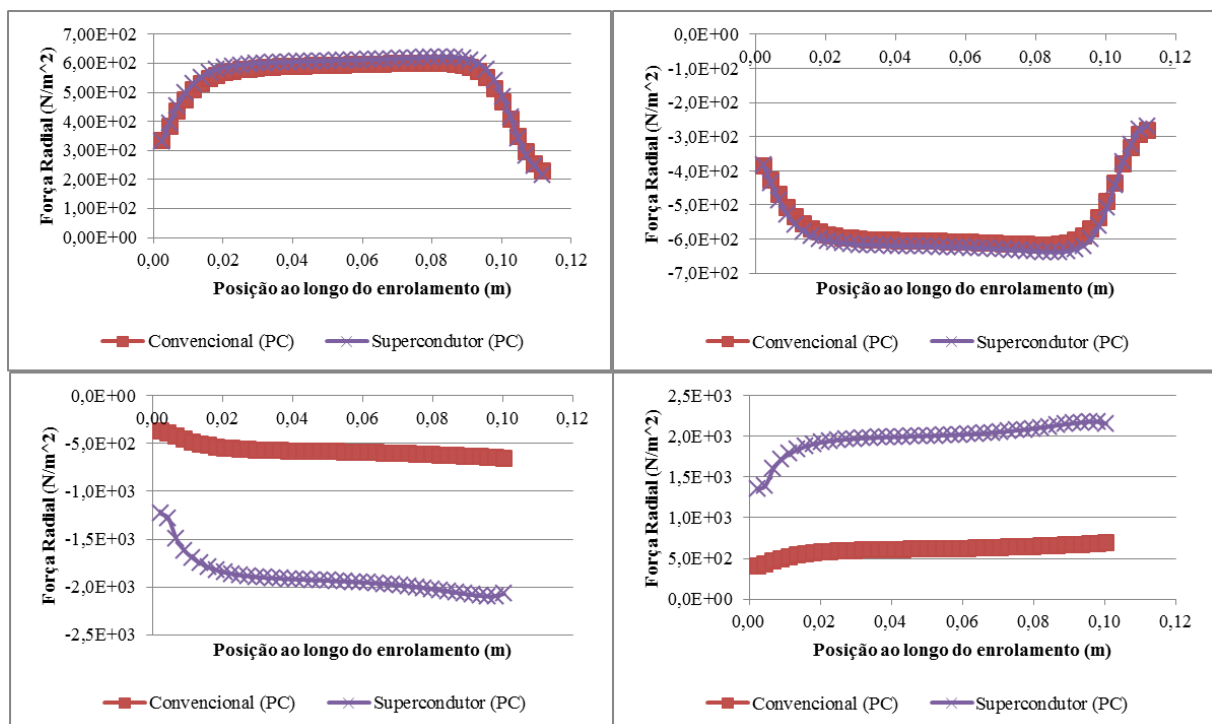 7,00E+02
6,00E+02
5,00E+02
4,00E+02
3,00E+02
2,00E+02
1,00E+02
0,00E+00
Força Radial (N/m^2)
0,00 0,02 0,04 0,06 0,08 0,10 0,12
Posição ao longo do enrolamento (m)
Convencional (PC) Supercondutor (PC)
0,0E+00
-1,0E+02
-2,0E+02
-3,0E+02
-4,0E+02
-5,0E+02
-6,0E+02
-7,0E+02
Força Radial (N/m^2)
0,00 0,02 0,04 0,06 0,08 0,10 0,12
Posição ao longo do enrolamento (m)
Convencional (PC) Supercondutor (PC)
0,0E+00
-5,0E+02
-1,0E+03
-1,5E+03
-2,0E+03
-2,5E+03
Força Radial (N/m^2)
0,00 0,02 0,04 0,06 0,08 0,10 0,12
Posição ao longo do enrolamento (m)
Convencional (PC) Supercondutor (PC)
2,5E+03
2,0E+03
1,5E+03
1,0E+03
5,0E+02
0,0E+00
Força Radial (N/m^2)
0,00 0,02 0,04 0,06 0,08 0,10 0,12
Posição ao longo do enrolamento (m)
Convencional (PC) Supercondutor (PC)